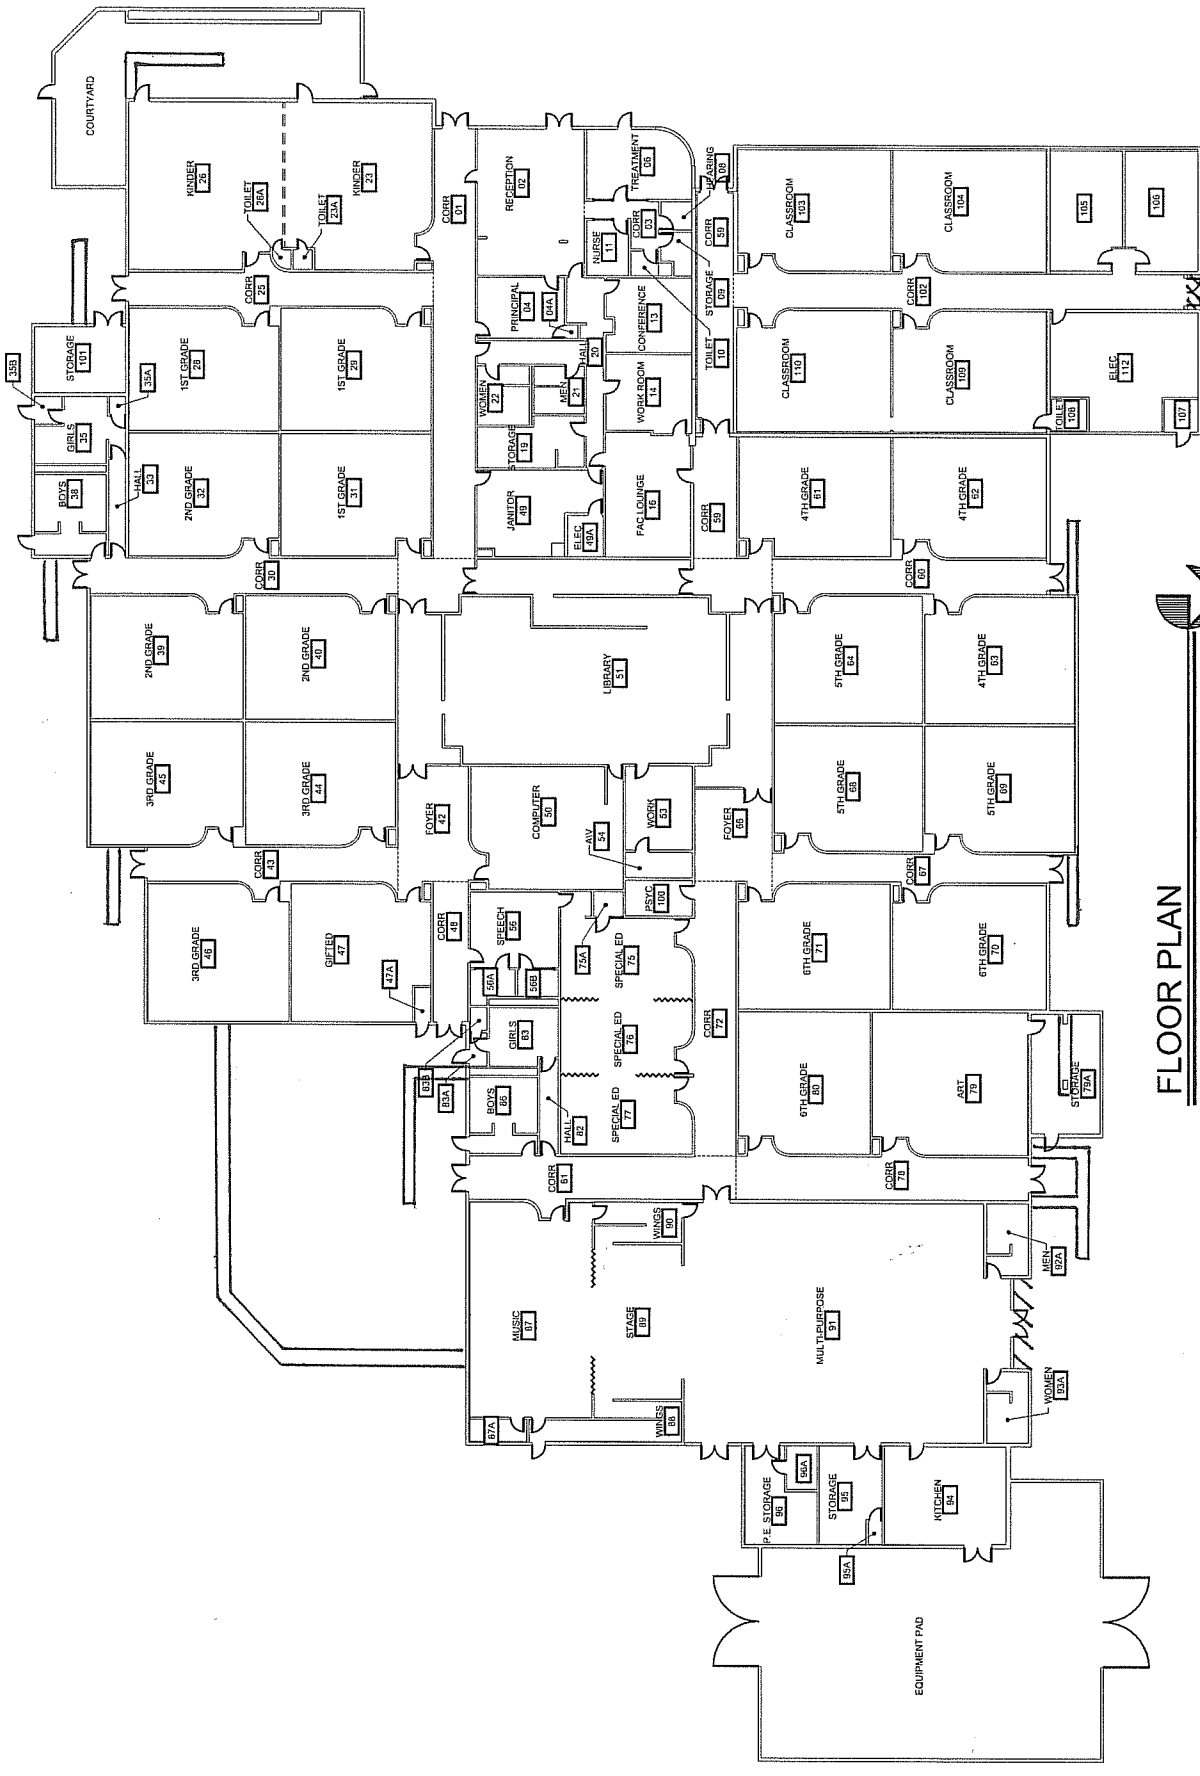 COURTYARD
KINDER
26
TOILET
26A
TOILET
23A
KINDER
23
CORR
25
CORR
01
RECEPTION
02
TREATMENT
06
HEARING
08
NURSE
11
CORR
03
STORAGE
09
TOILET
10
CORR
59
PRINCIPAL
04
04A
CONFERENCE
13
HALL
20
WORK ROOM
14
WOMEN
22
MEN
21
STORAGE
19
JANITOR
49
ELEC
49A
FAC LOUNGE
16
CORR
59
CLASSROOM
103
CLASSROOM
104
105
106
CORR
102
CLASSROOM
110
CLASSROOM
109
ELEC
112
TOILET
108
107
35B
STORAGE
101
35A
GIRLS
35
BOYS
38
HALL
33
1ST GRADE
28
1ST GRADE
29
2ND GRADE
32
1ST GRADE
31
CORR
30
4TH GRADE
61
4TH GRADE
62
CORR
60
2ND GRADE
39
2ND GRADE
40
3RD GRADE
45
3RD GRADE
44
LIBRARY
51
5TH GRADE
64
4TH GRADE
63
5TH GRADE
68
5TH GRADE
69
FOYER
42
COMPUTER
50
WORK
53
A/V
54
FOYER
66
CORR
43
CORR
67
3RD GRADE
46
GIFTED
47
47A
CORR
48
SPEECH
56
56A
56B
75A
PSYC
100
SPECIAL ED
75
SPECIAL ED
76
SPECIAL ED
77
CORR
72
6TH GRADE
71
6TH GRADE
70
6TH GRADE
80
ART
79
STORAGE
79A
GIRLS
83
83B
83A
BOYS
86
HALL
82
CORR
81
CORR
78
MUSIC
87
87A
STAGE
89
WINGS
90
WINGS
88
MULTI-PURPOSE
91
MEN
92A
WOMEN
93A
P.E. STORAGE
96
96A
STORAGE
95
95A
KITCHEN
94
EQUIPMENT PAD
FLOOR PLAN